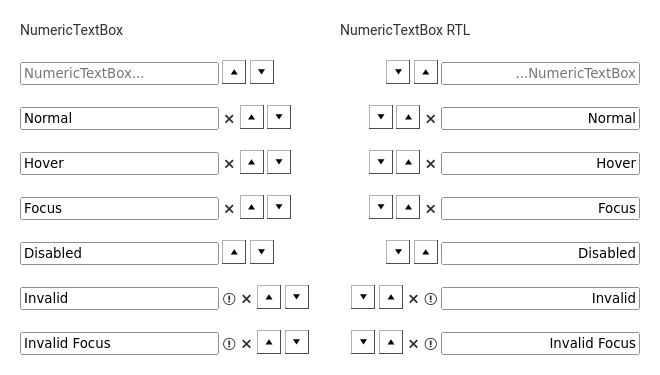 NumericTextBox
NumericTextBox...
Normal
Hover
Focus
Disabled
Invalid
Invalid Focus
NumericTextBox RTL
...NumericTextBox
Normal
Hover
Focus
Disabled
Invalid
Invalid Focus